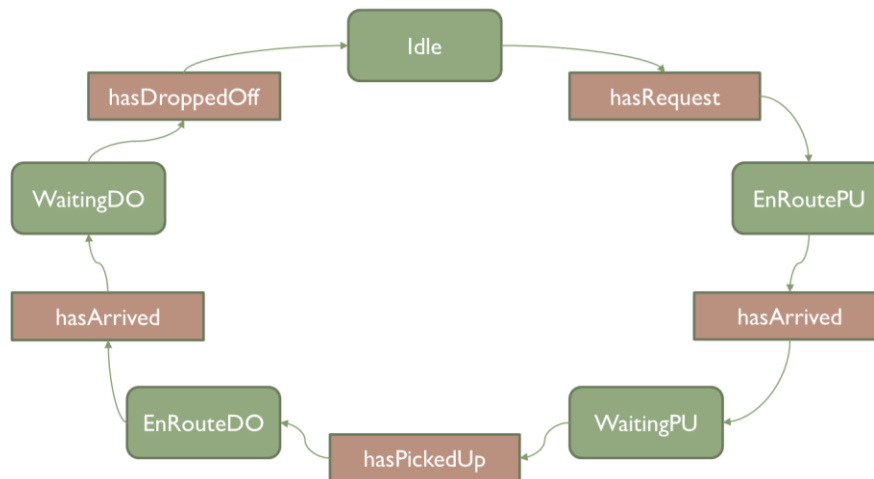 Idle
hasDroppedOff
hasRequest
WaitingDO
EnRoutePU
hasArrived
hasArrived
EnRouteDO
WaitingPU
hasPickedUp